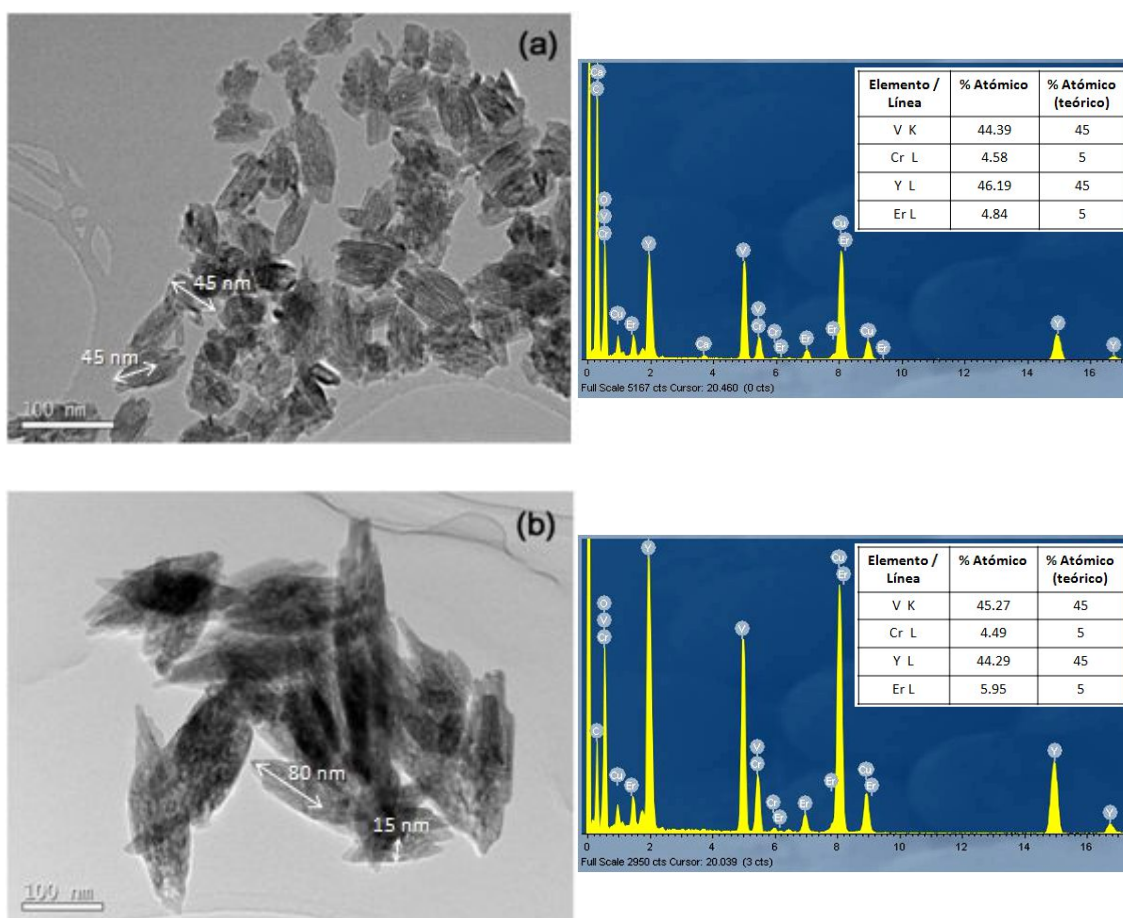 (a)
45 nm
45 nm
100 nm
Elemento / Línea % Atómico % Atómico (teórico)
V K 44.39 45
Cr L 4.58 5
Y L 46.19 45
Er L 4.84 5
Ca
C
O
V
Cr
Cu
Er
Y
Ca
V
V
Cr
Cr
Er
Er
Er
Cu
Er
Cu
Er
Y
Y
2 4 6 8 10 12 14 16
Full Scale 5167 cts Cursor: 20.460 (0 cts)
(b)
80 nm
15 nm
100 nm
Elemento / Línea % Atómico % Atómico (teórico)
V K 45.27 45
Cr L 4.49 5
Y L 44.29 45
Er L 5.95 5
O
V
Cr
C
Cu
Er
Y
V
V
Cr
Cr
Er
Er
Er
Cu
Er
Cu
Er
Y
Y
0 2 4 6 8 10 12 14 16
Full Scale 2950 cts Cursor: 20.039 (3 cts)